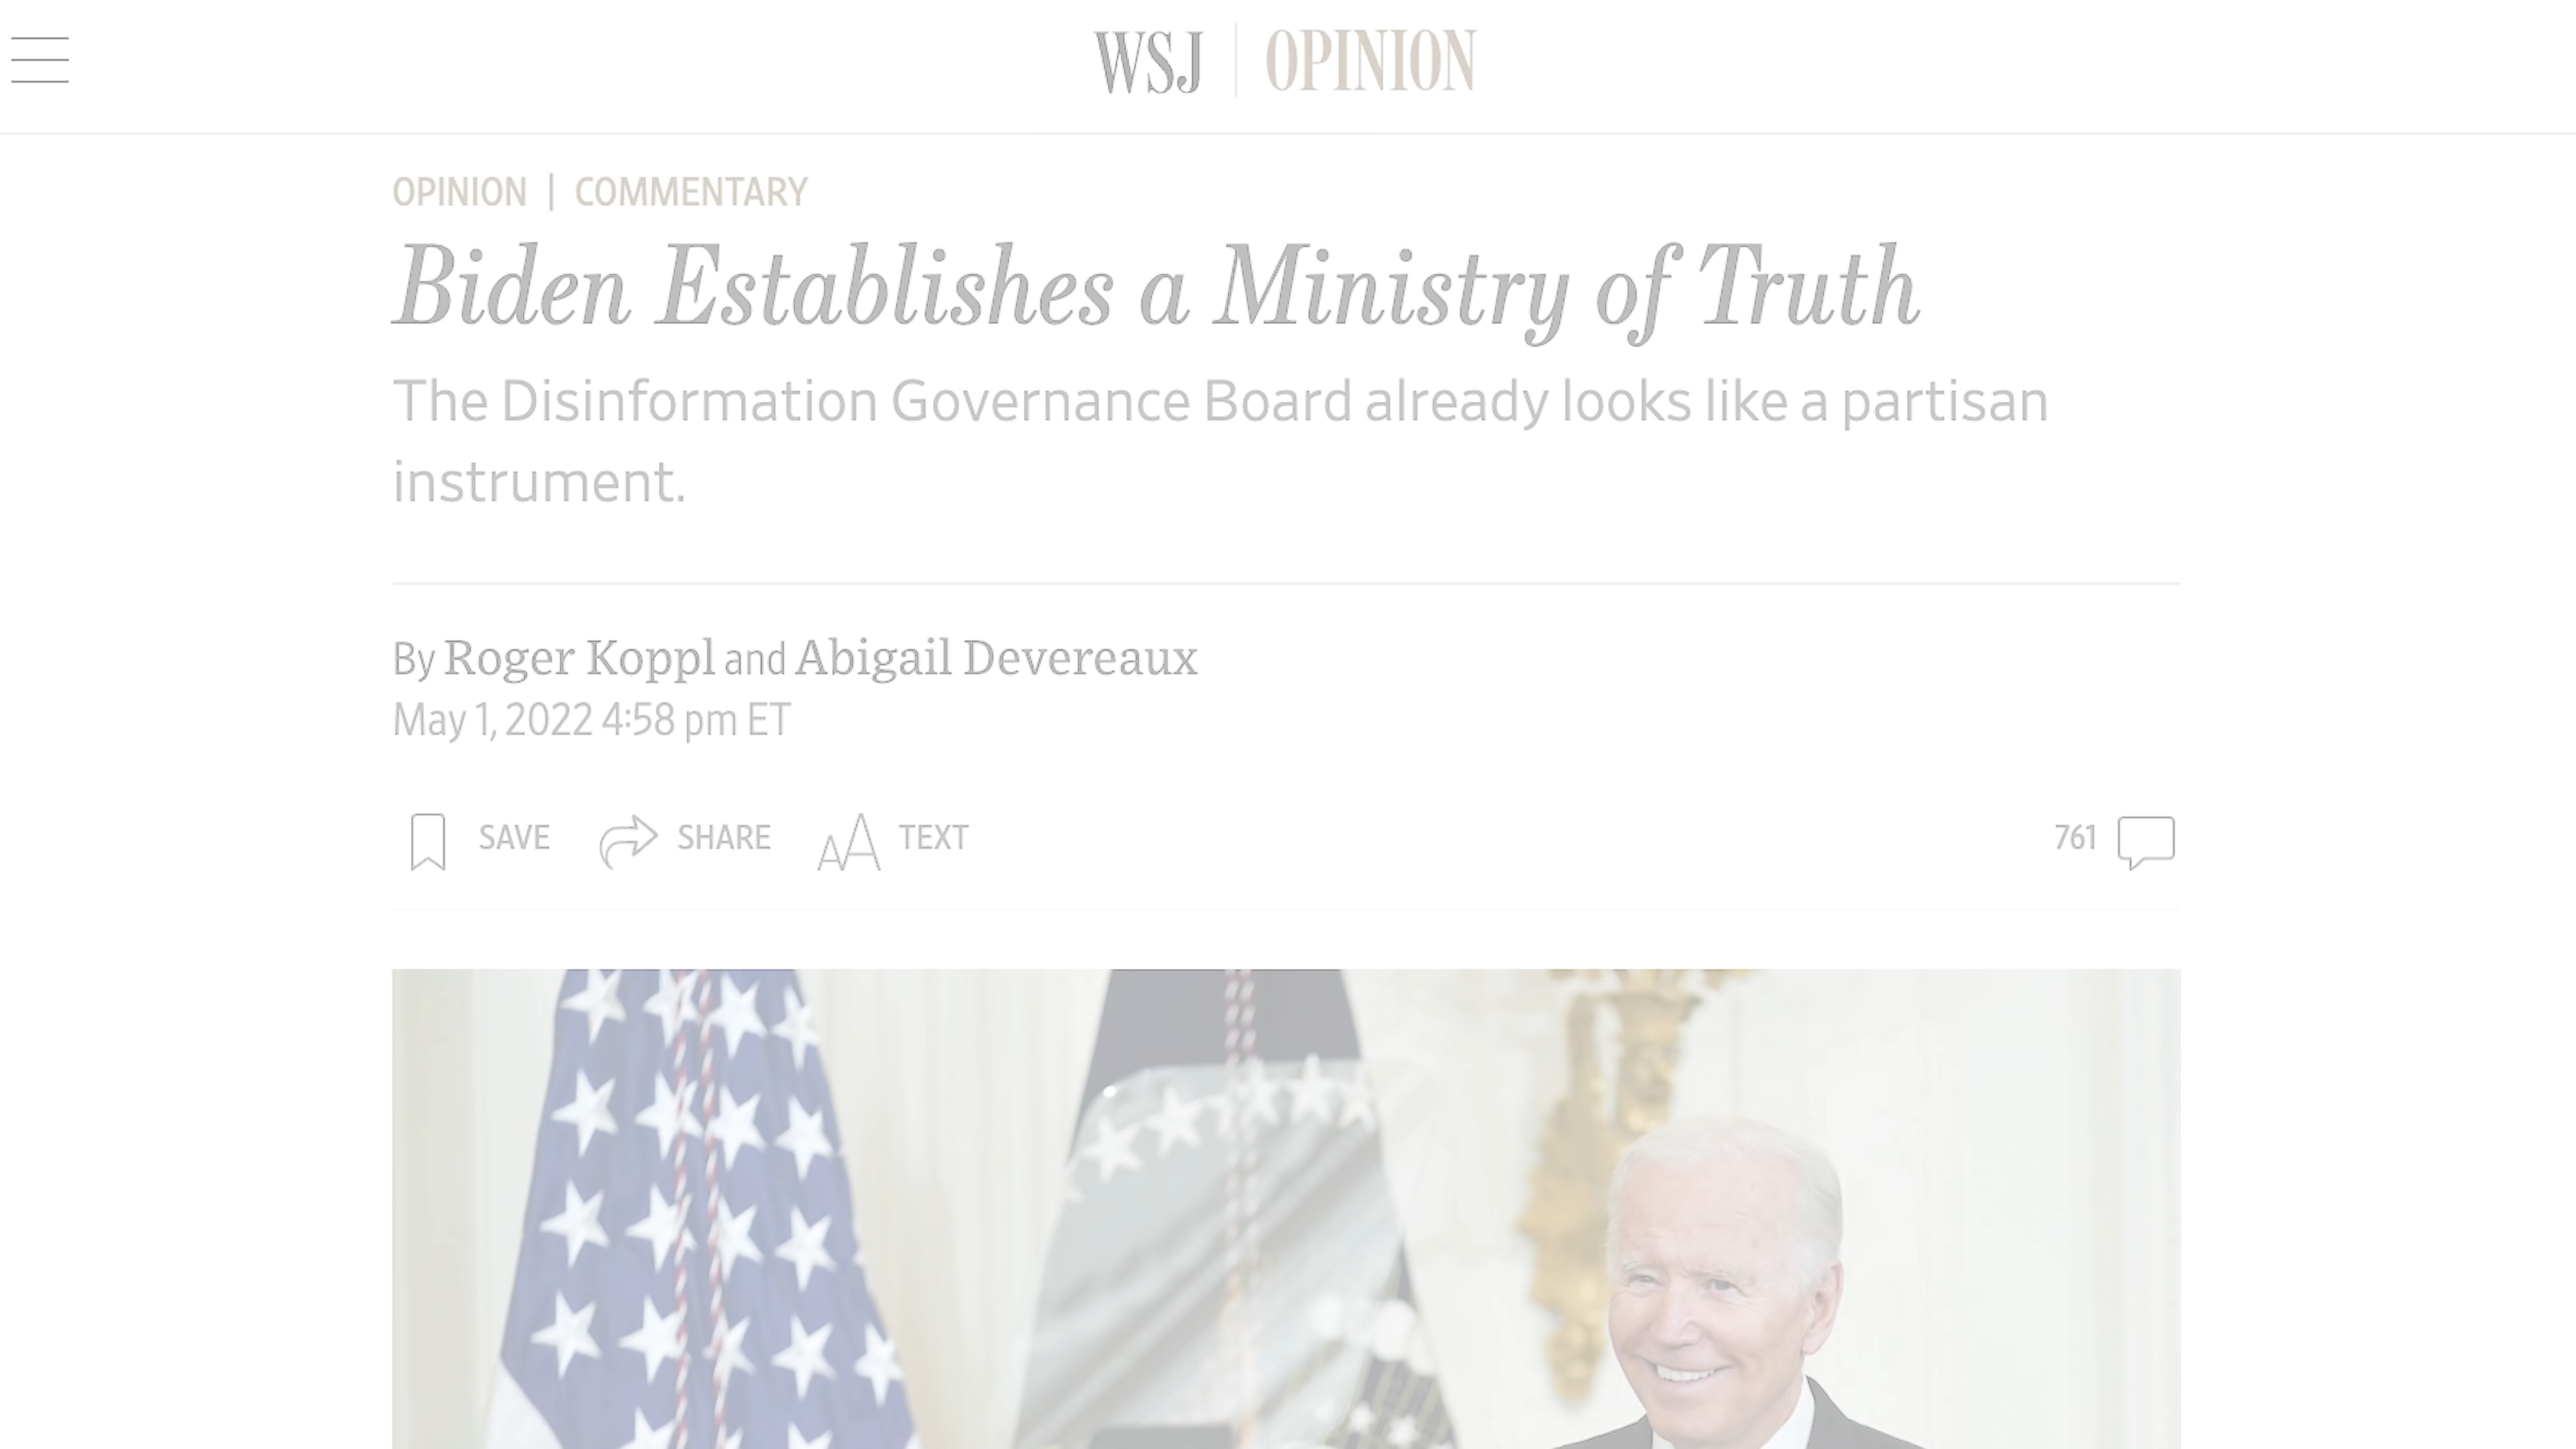 WSJ | OPINION
OPINION | COMMENTARY
Biden Establishes a Ministry of Truth
The Disinformation Governance Board already looks like a partisan
instrument.
By Roger Koppl and Abigail Devereaux
May 1, 2022 4:58 pm ET
SAVE SHARE AA TEXT 761